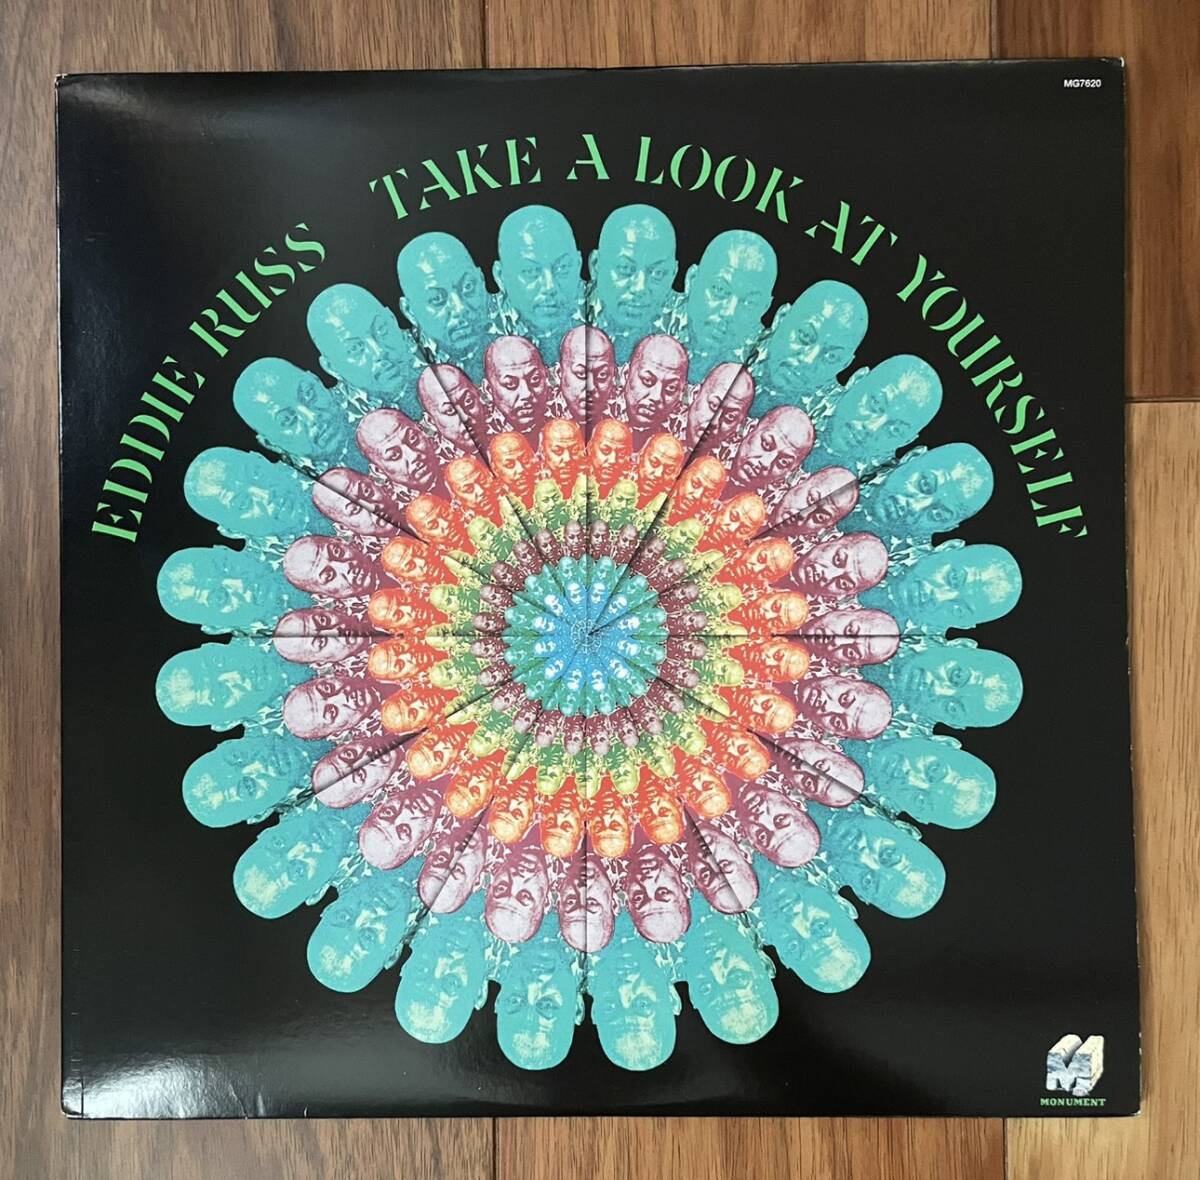 MG7620
EDDIE RUSS TAKE A LOOK AT YOURSELF
M
MONUMENT